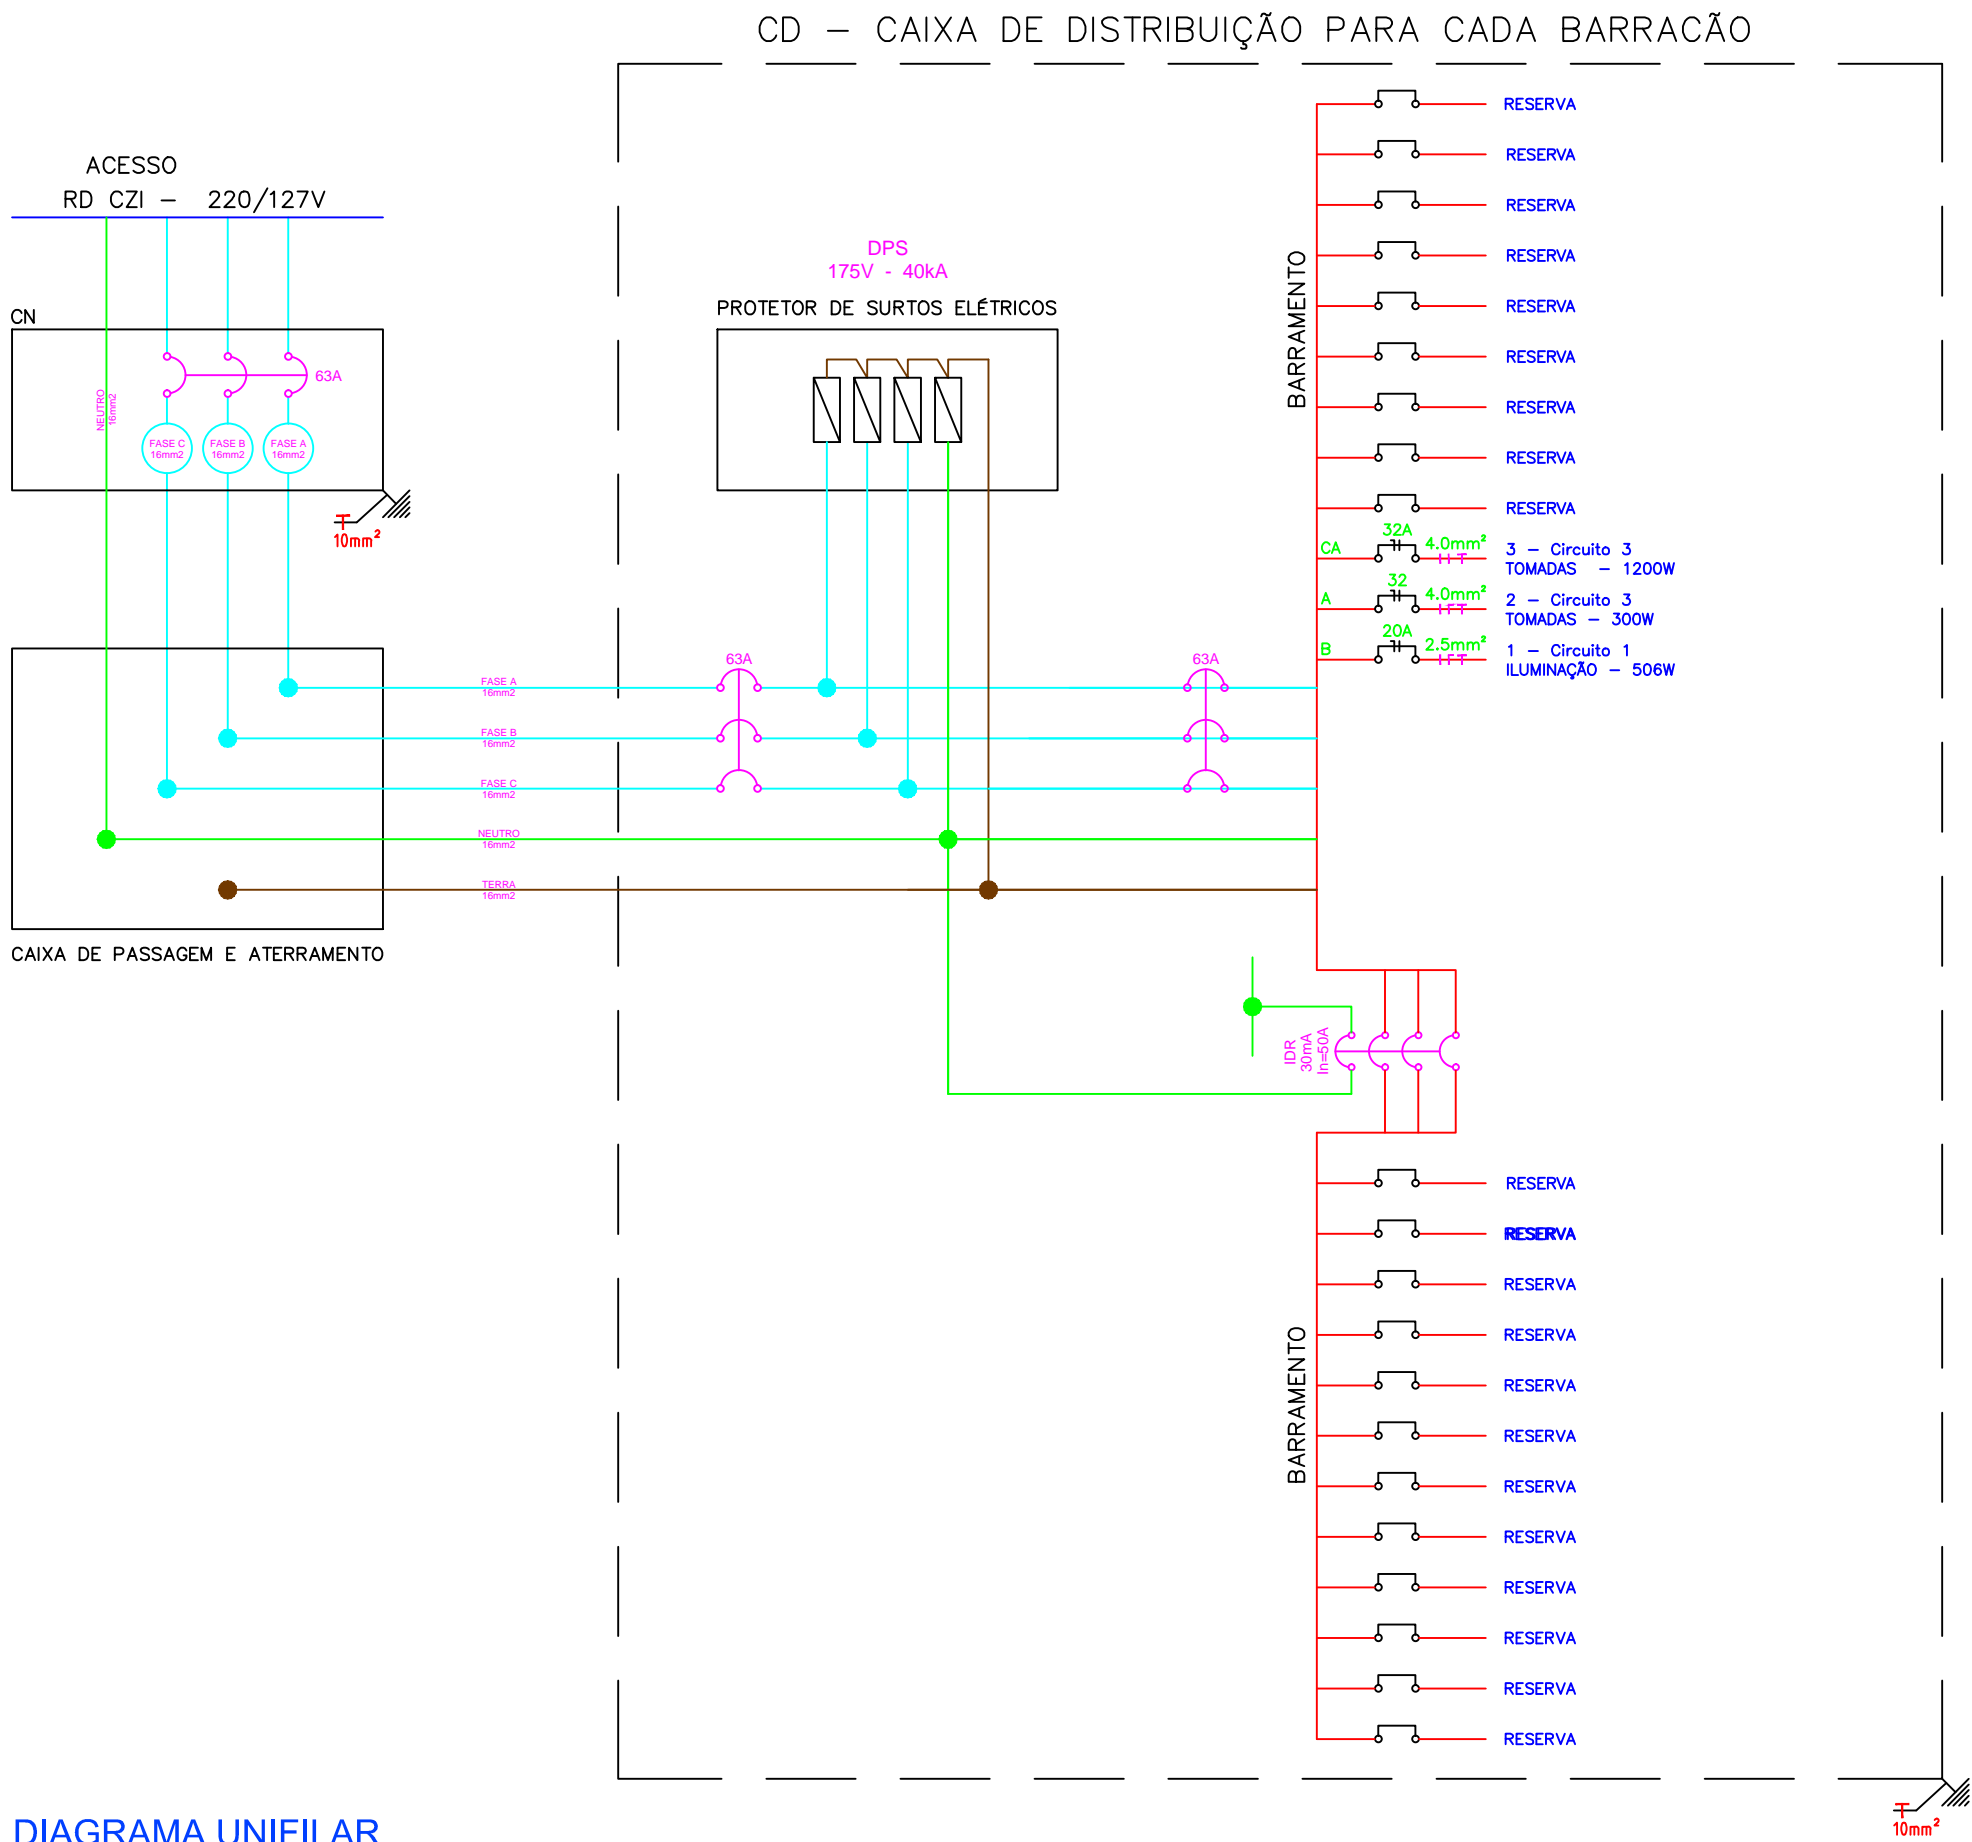 CD - CAIXA DE DISTRIBUIÇÃO PARA CADA BARRACÃO
ACESSO
RD CZI - 220/127V
CN
NEUTRO
16mm2
63A
FASE C
16mm2
FASE B
16mm2
FASE A
16mm2
10mm²
DPS
175V - 40kA
PROTETOR DE SURTOS ELÉTRICOS
BARRAMENTO
RESERVA
RESERVA
RESERVA
RESERVA
RESERVA
RESERVA
RESERVA
RESERVA
RESERVA
CA
32A
4.0mm²
3 - Circuito 3
TOMADAS - 1200W
A
32
4.0mm²
2 - Circuito 3
TOMADAS - 300W
B
20A
2.5mm²
1 - Circuito 1
ILUMINAÇÃO - 506W
63A
63A
FASE A
16mm2
FASE B
16mm2
FASE C
16mm2
NEUTRO
16mm2
TERRA
16mm2
CAIXA DE PASSAGEM E ATERRAMENTO
IDR
30mA
In=50A
BARRAMENTO
RESERVA
RESERVA
RESERVA
RESERVA
RESERVA
RESERVA
RESERVA
RESERVA
RESERVA
RESERVA
RESERVA
RESERVA
10mm²
DIAGRAMA UNIFILAR